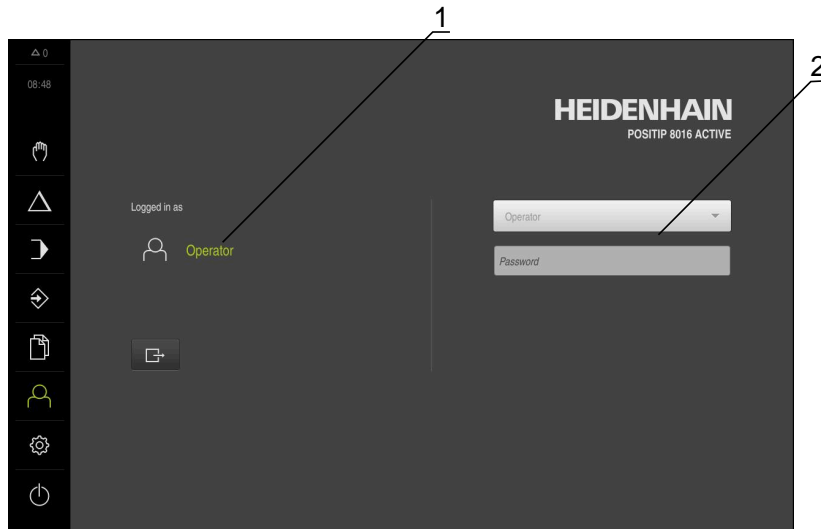 1
2
0
08:48
HEIDENHAIN
POSITIP 8016 ACTIVE
Logged in as
Operator
Operator
Password